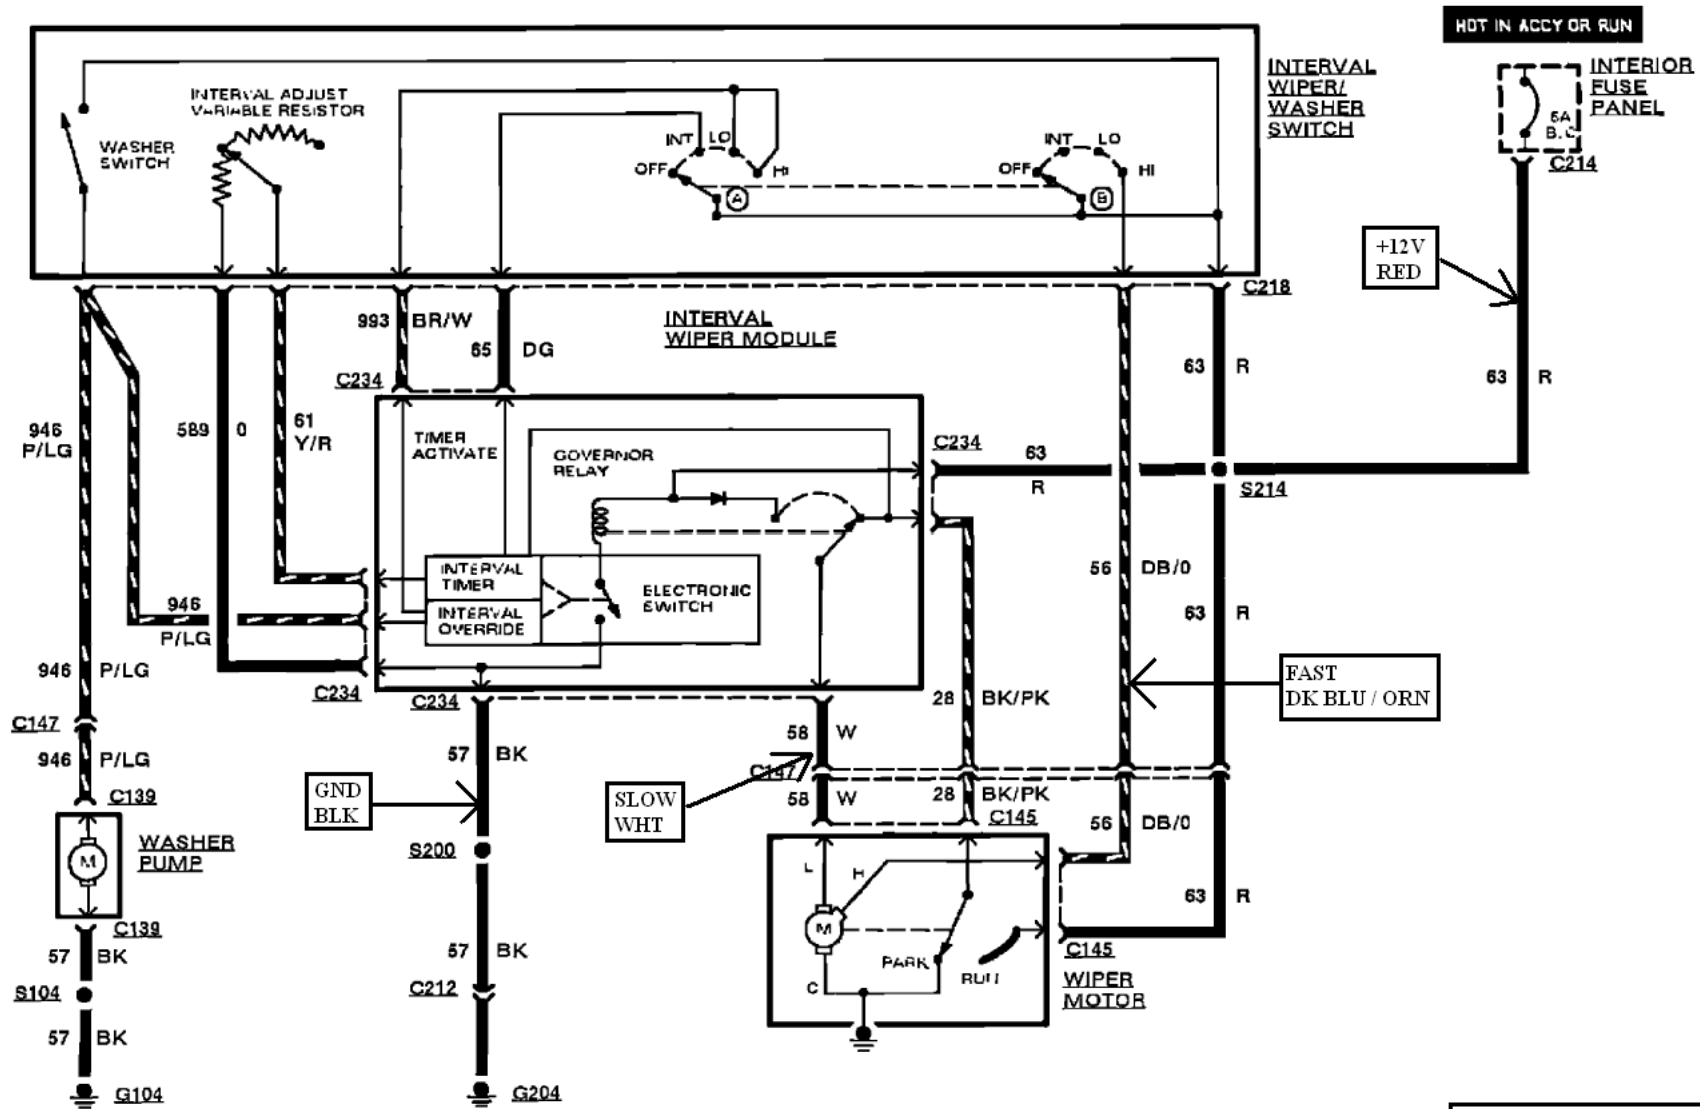 HOT IN ACCY OR RUN
INTERIOR
FUSE
PANEL
5A
C214
+12V
RED
63 R
INTERVAL
WIPER/
WASHER
SWITCH
WASHER
SWITCH
INTERVAL ADJUST
VARIABLE RESISTOR
OFF INT LO HI
A
OFF INT LO HI
B
C218
993 BR/W
65 DG
INTERVAL
WIPER MODULE
63 R
C234
946
P/LG
589 O
61
Y/R
TIMER
ACTIVATE
GOVERNOR
RELAY
C234
63
R
S214
INTERVAL
TIMER
INTERVAL
OVERRIDE
ELECTRONIC
SWITCH
56 DB/O
63 R
946
P/LG
946 P/LG
C234
C234
FAST
DK BLU / ORN
28 BK/PK
C147
946 P/LG
57 BK
58 W
C147
GND
BLK
SLOW
WHT
58 W
28 BK/PK
C145
C139
WASHER
PUMP
M
S200
56 DB/O
L
H
M
63 R
C139
57 BK
57 BK
PARK
RUN
C145
WIPER
MOTOR
S104
C212
C
57 BK
G104
G204